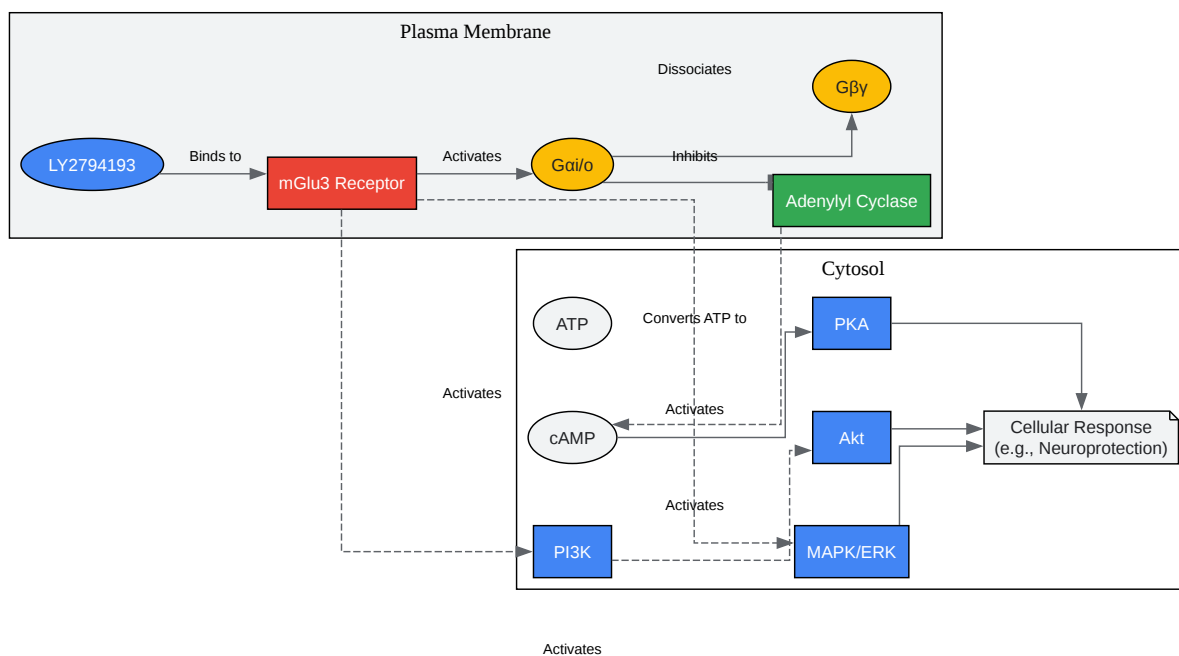 Plasma Membrane
Dissociates
Gβγ
LY2794193
Binds to
mGlu3 Receptor
Activates
Gαi/o
Inhibits
Adenylyl Cyclase
Cytosol
ATP
Converts ATP to
PKA
Activates
cAMP
Activates
Akt
Cellular Response
(e.g., Neuroprotection)
Activates
PI3K
MAPK/ERK
Activates